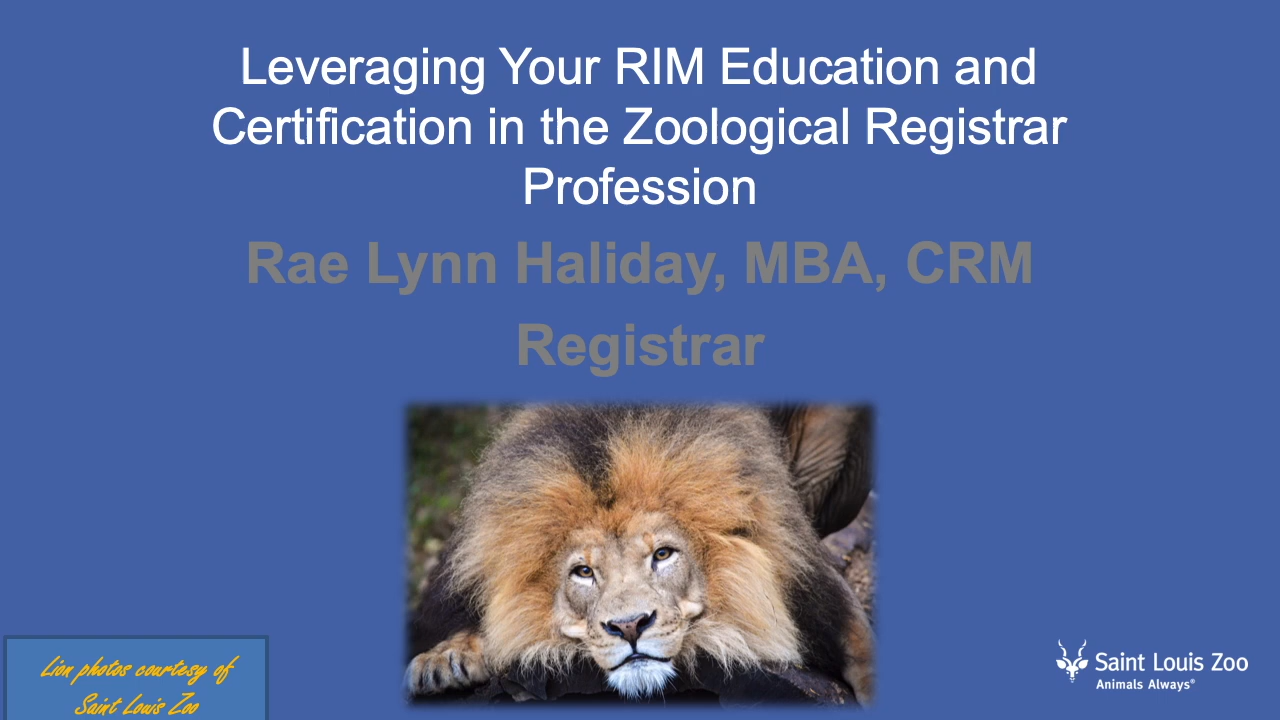 Leveraging Your RIM Education and
Certification in the Zoological Registrar
Profession
Rae Lynn Haliday, MBA, CRM
Registrar
Lion photos courtesy of
Saint Louis Zoo
Saint Louis Zoo
Animals Always®